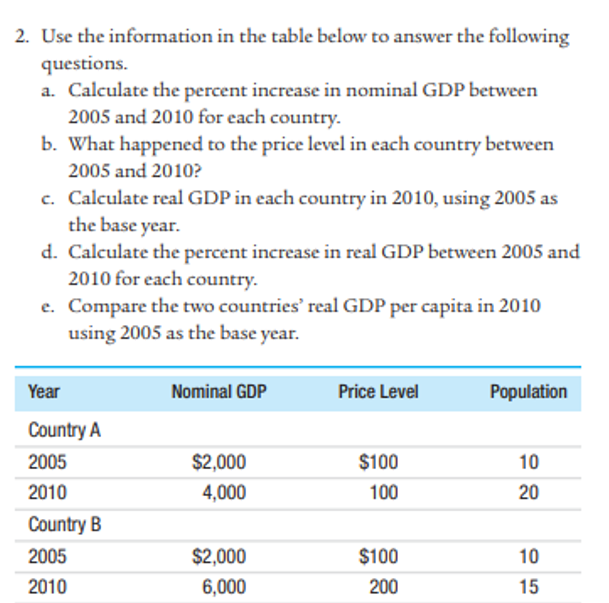 2. Use the information in the table below to answer the following
questions.
a. Calculate the percent increase in nominal GDP between
2005 and 2010 for each country.
b. What happened to the price level in each country between
2005 and 2010?
c. Calculate real GDP in each country in 2010, using 2005 as
the base year.
d. Calculate the percent increase in real GDP between 2005 and
2010 for each country.
e. Compare the two countries’ real GDP per capita in 2010
using 2005 as the base year.
Year Nominal GDP Price Level Population
Country A
2005 $2,000 $100 10
2010 4,000 100 20
Country B
2005 $2,000 $100 10
2010 6,000 200 15